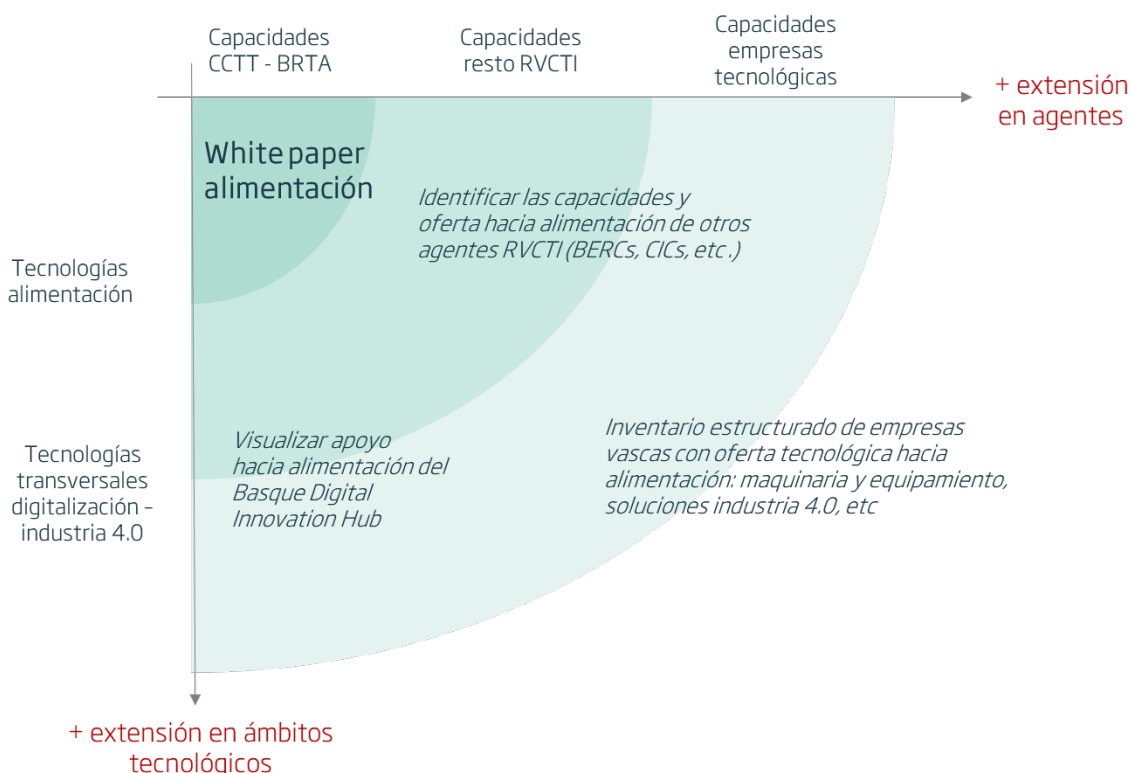 Capacidades
CCTT - BRTA
Capacidades
resto RVCTI
Capacidades
empresas
tecnológicas
+ extensión
en agentes
White paper
alimentación
Identificar las capacidades y
oferta hacia alimentación de otros
agentes RVCTI (BERCs, CICs, etc.)
Tecnologías
alimentación
Tecnologías
transversales
digitalización –
industria 4.0
Visualizar apoyo
hacia alimentación del
Basque Digital
Innovation Hub
Inventario estructurado de empresas
vascas con oferta tecnológica hacia
alimentación: maquinaria y equipamiento,
soluciones industria 4.0, etc
+ extensión en ámbitos
tecnológicos